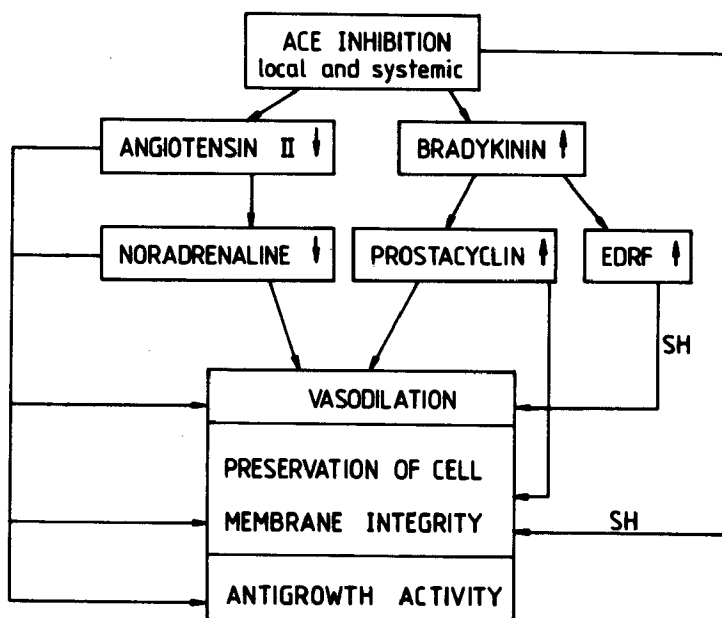 ACE INHIBITION
local and systemic
ANGIOTENSIN II ↓
BRADYKININ ↑
NORADRENALINE ↓
PROSTACYCLIN ↑
EDRF ↑
SH
VASODILATION
PRESERVATION OF CELL
MEMBRANE INTEGRITY
SH
ANTIGROWTH ACTIVITY